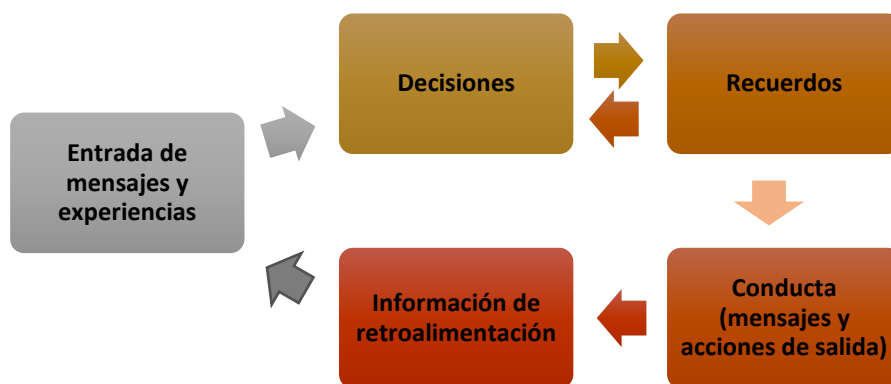 Decisiones
Recuerdos
Entrada de
mensajes y
experiencias
Información de
retroalimentación
Conducta
(mensajes y
acciones de salida)